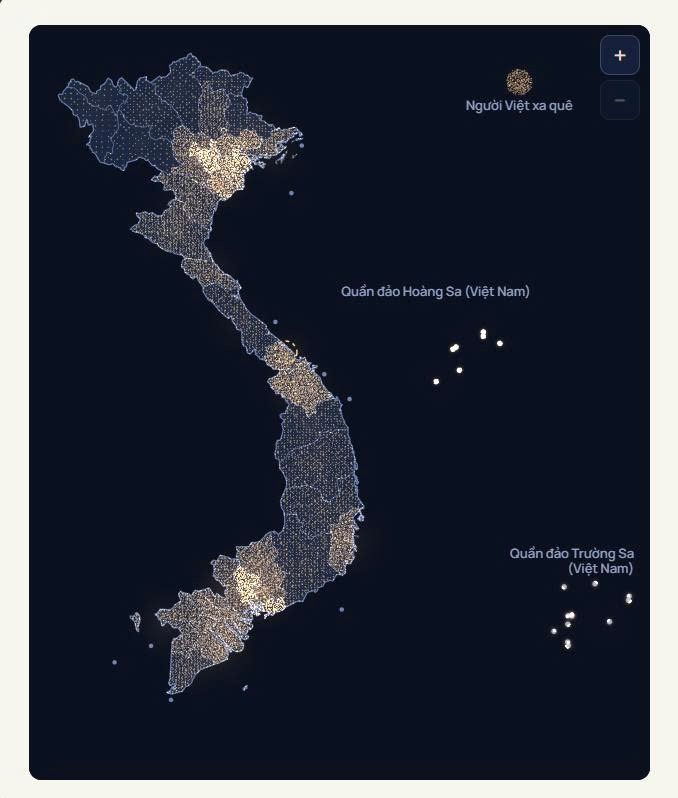 +
Người Việt xa quê
−
Quần đảo Hoàng Sa (Việt Nam)
Quần đảo Trường Sa
(Việt Nam)